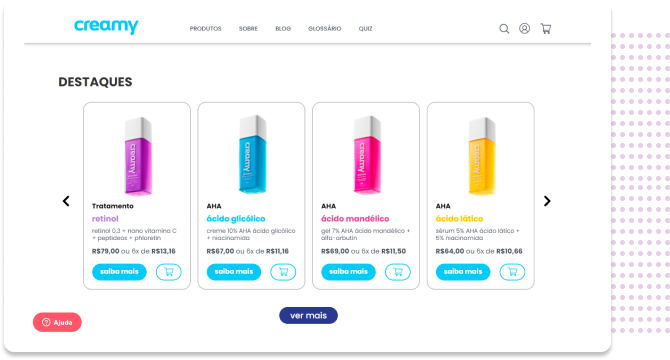 creamy
PRODUTOS SOBRE BLOG GLOSSÁRIO QUIZ
DESTAQUES
creamy
creamy
creamy
creamy
Tratamento
retinol
retinol 0,3 + nano vitamina C
+ peptídeos + phloretin
R$79,00 ou 6x de R$13,16
saiba mais
AHA
ácido glicólico
creme 10% AHA ácido glicólico
+ niacinamida
R$67,00 ou 6x de R$11,16
saiba mais
AHA
ácido mandélico
gel 7% AHA ácido mandélico +
alfa-arbutin
R$69,00 ou 6x de R$11,50
saiba mais
AHA
ácido lático
sérum 5% AHA ácido lático +
5% niacinamida
R$64,00 ou 6x de R$10,66
saiba mais
ver mais
Ajuda